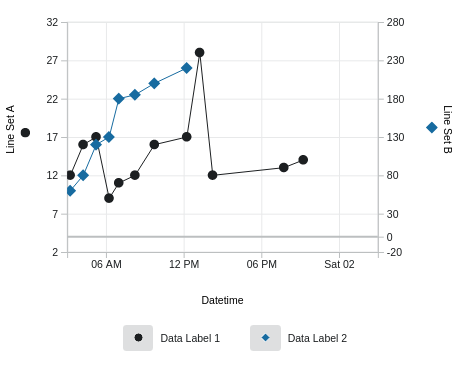 32
27
22
17
12
7
2
280
230
180
130
80
30
0
-20
Line Set A
Line Set B
06 AM
12 PM
06 PM
Sat 02
Datetime
Data Label 1
Data Label 2